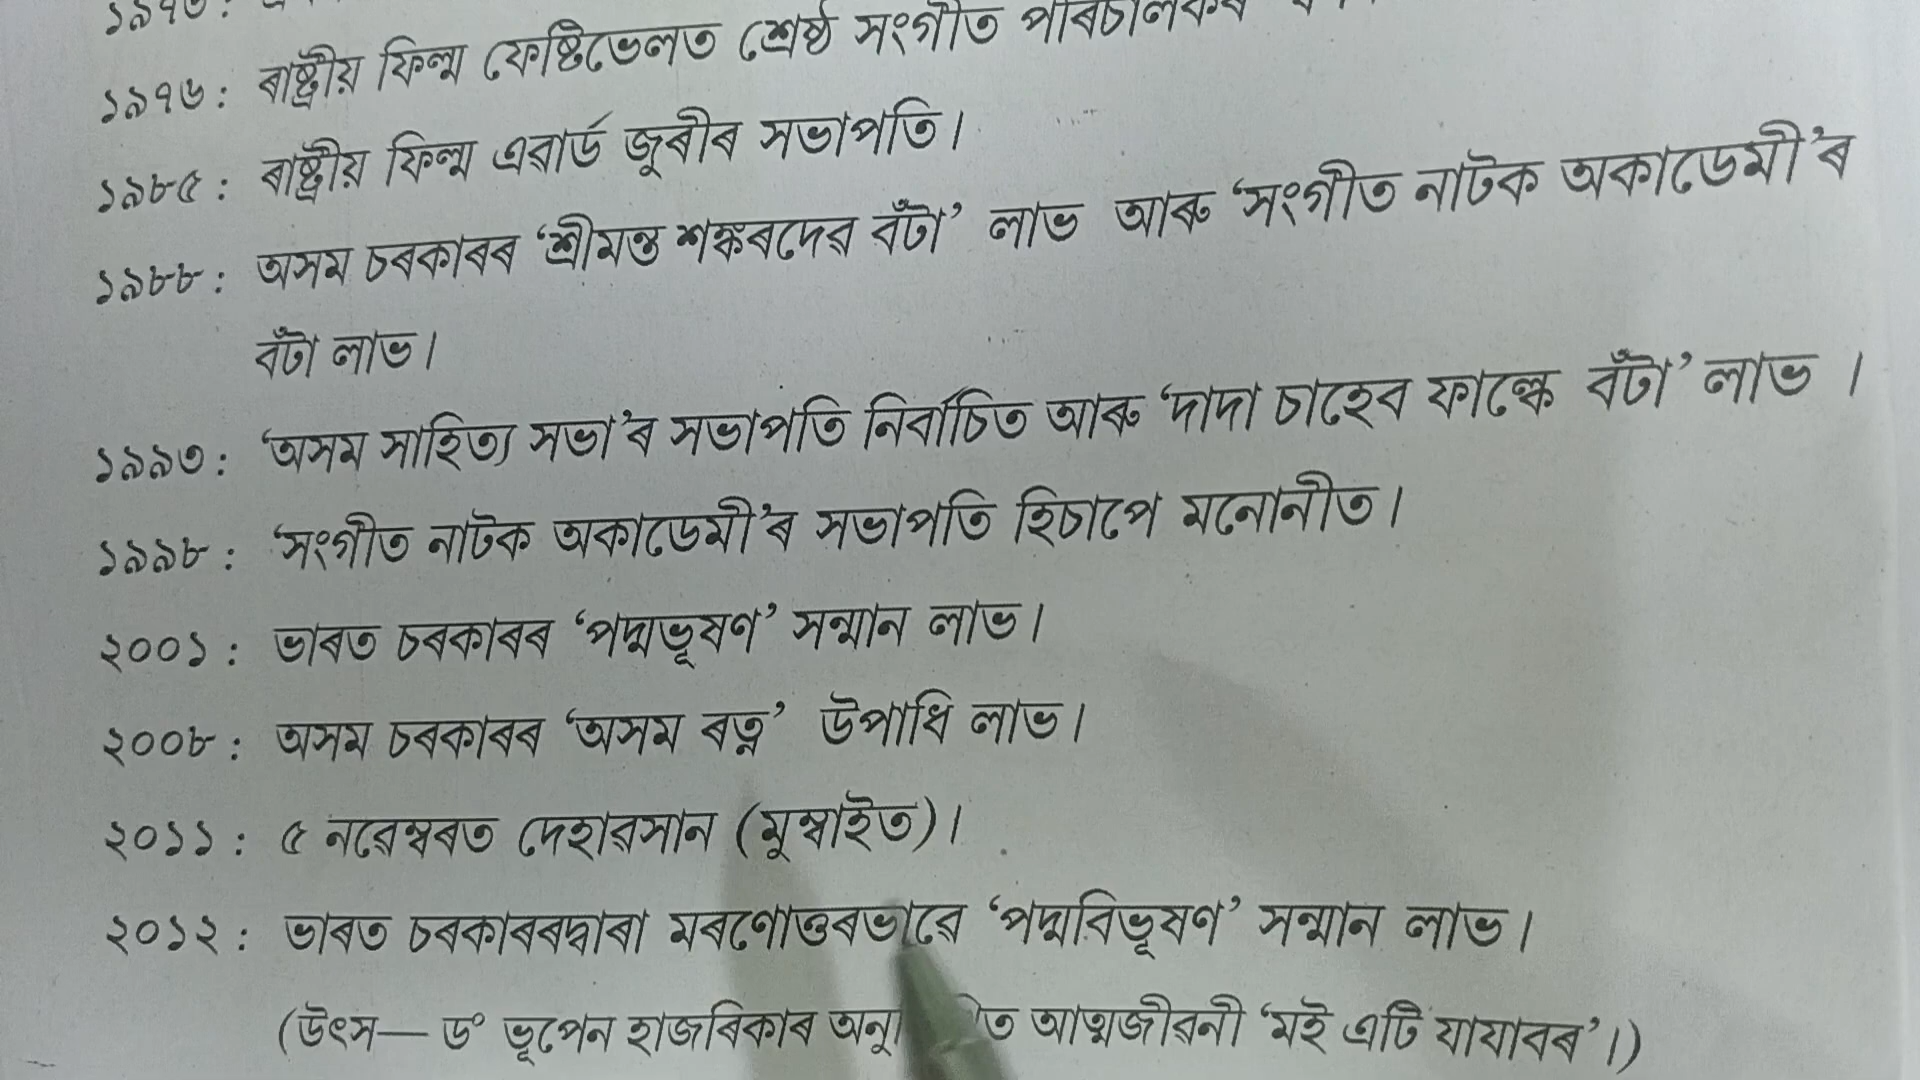 ১৯৭৬ : ৰাষ্ট্ৰীয় ফিল্ম ফেষ্টিভেলত শ্ৰেষ্ঠ সংগীত পৰিচালকৰ
১৯৮৫ : ৰাষ্ট্ৰীয় ফিল্ম এৱাৰ্ড জুৰীৰ সভাপতি।
১৯৮৮ : অসম চৰকাৰৰ ‘শ্ৰীমন্ত শঙ্কৰদেৱ বঁটা’ লাভ আৰু ‘সংগীত নাটক অকাডেমী’ৰ
বঁটা লাভ।
১৯৯৩ : ‘অসম সাহিত্য সভা’ৰ সভাপতি নিৰ্বাচিত আৰু ‘দাদা চাহেব ফাল্কে বঁটা’ লাভ ।
১৯৯৮ : ‘সংগীত নাটক অকাডেমী’ৰ সভাপতি হিচাপে মনোনীত।
২০০১ : ভাৰত চৰকাৰৰ ‘পদ্মভূষণ’ সন্মান লাভ।
২০০৮ : অসম চৰকাৰৰ ‘অসম ৰত্ন’ উপাধি লাভ।
২০১১ : ৫ নৱেম্বৰত দেহাৱসান (মুম্বাইত)।
২০১২ : ভাৰত চৰকাৰৰদ্বাৰা মৰণোত্তৰভাৱে ‘পদ্মবিভূষণ’ সন্মান লাভ।
(উৎস— ড° ভূপেন হাজৰিকাৰ আত্মজীৱনী ‘মই এটি যাযাবৰ’।)